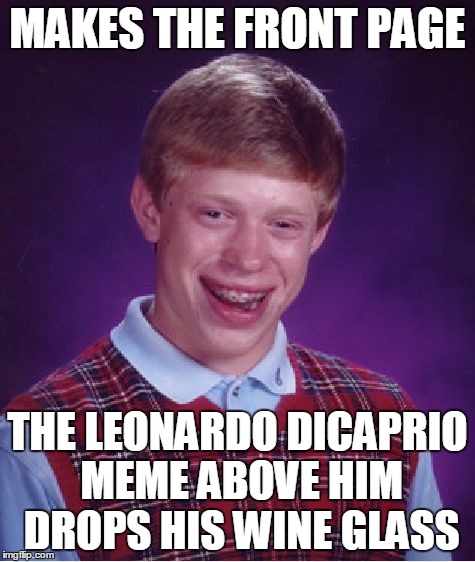 MAKES THE FRONT PAGE
THE LEONARDO DICAPRIO
MEME ABOVE HIM
DROPS HIS WINE GLASS
imgflip.com